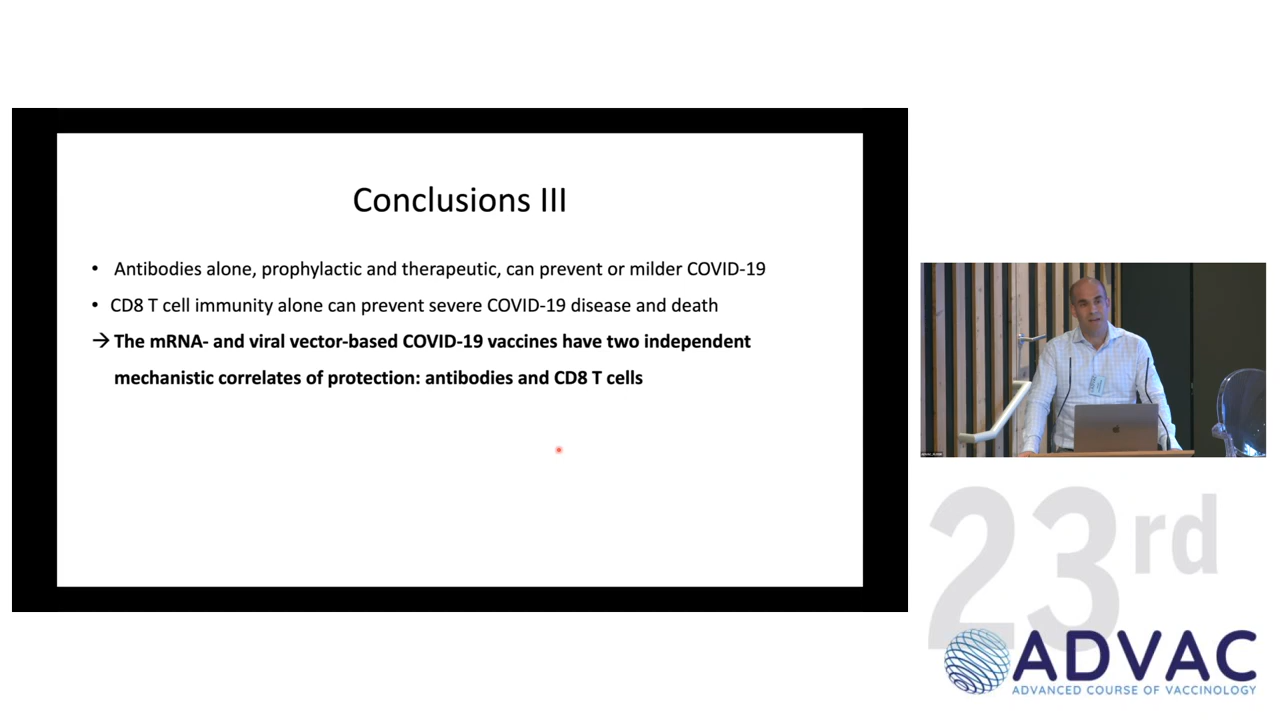 Conclusions III
• Antibodies alone, prophylactic and therapeutic, can prevent or milder COVID-19
• CD8 T cell immunity alone can prevent severe COVID-19 disease and death
→ The mRNA- and viral vector-based COVID-19 vaccines have two independent
mechanistic correlates of protection: antibodies and CD8 T cells
23rd
ADVAC
ADVANCED COURSE OF VACCINOLOGY